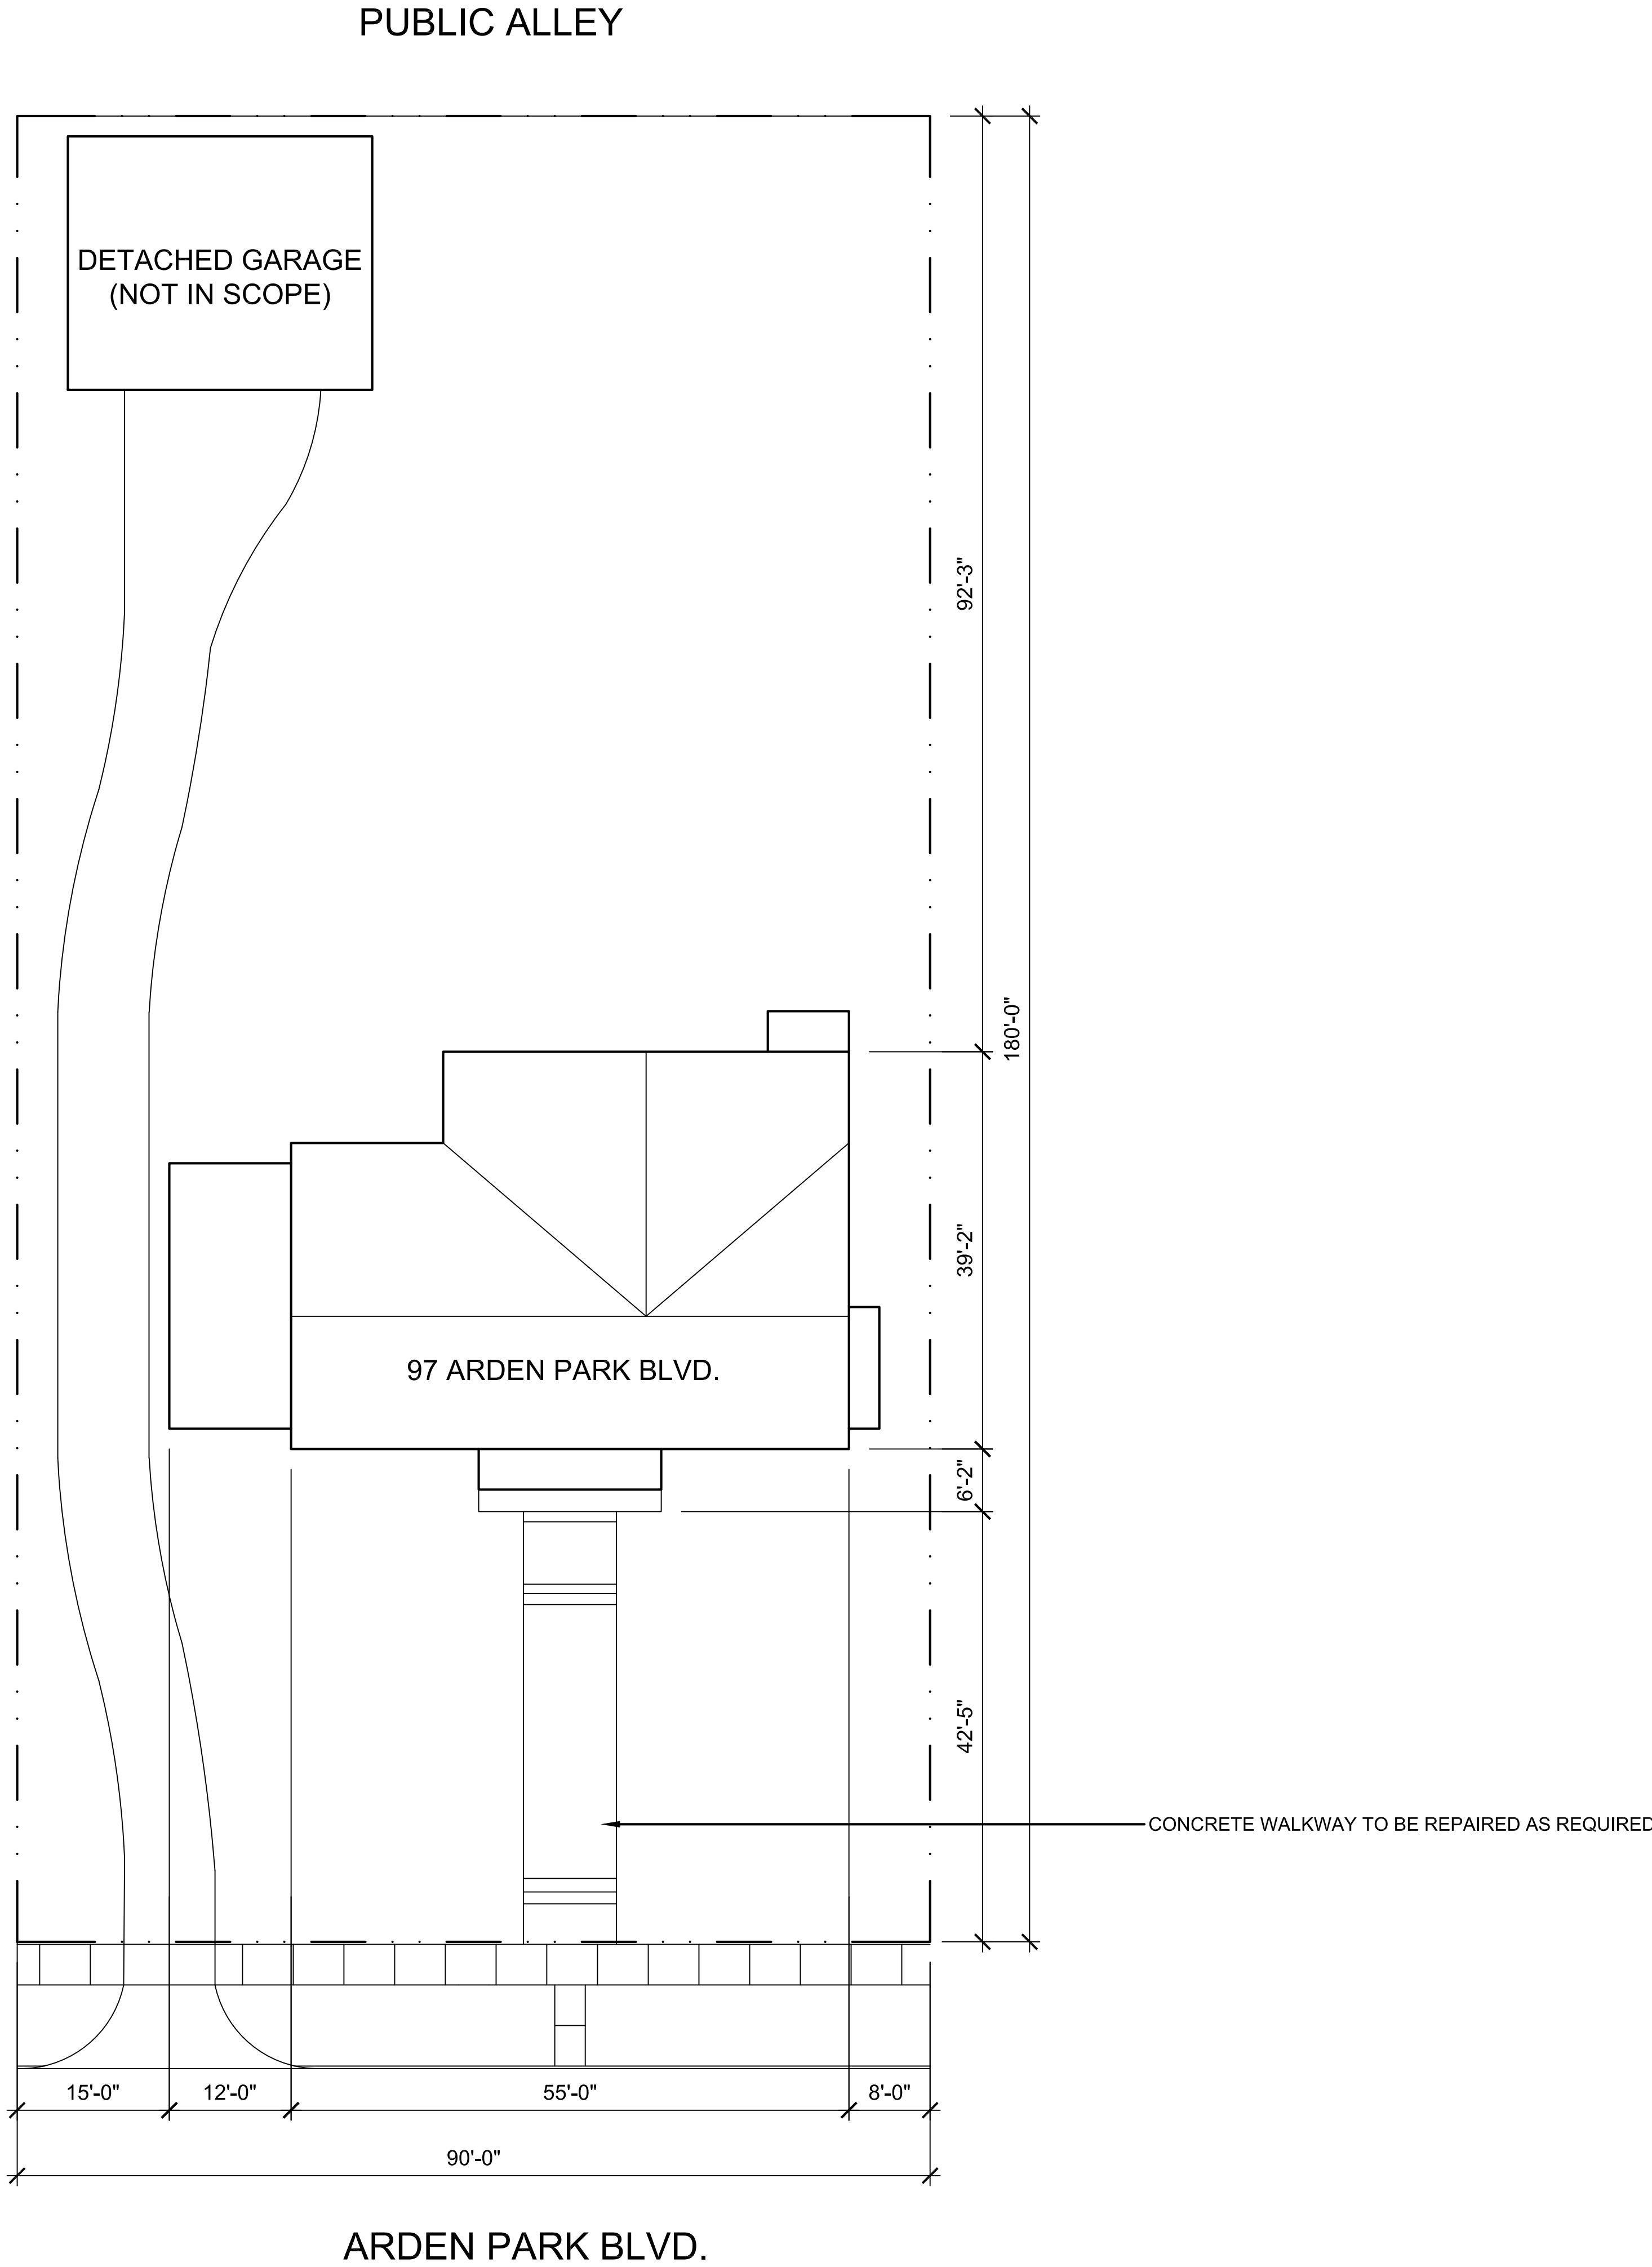 PUBLIC ALLEY
DETACHED GARAGE
(NOT IN SCOPE)
92'-3"
180'-0"
39'-2"
97 ARDEN PARK BLVD.
6'-2"
42'-5"
CONCRETE WALKWAY TO BE REPAIRED AS REQUIRED
15'-0"
12'-0"
55'-0"
8'-0"
90'-0"
ARDEN PARK BLVD.